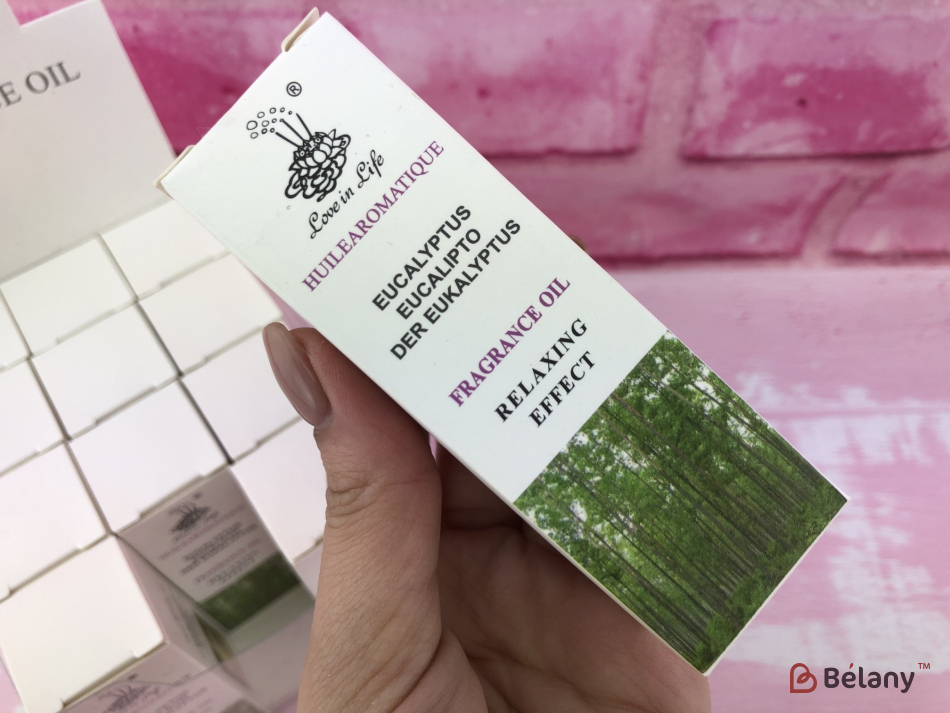 E OIL
®
Love in Life
HUILEAROMATIQUE
EUCALYPTUS
EUCALIPTO
DER EUKALYPTUS
FRAGRANCE OIL
RELAXING
EFFECT
Bélany™